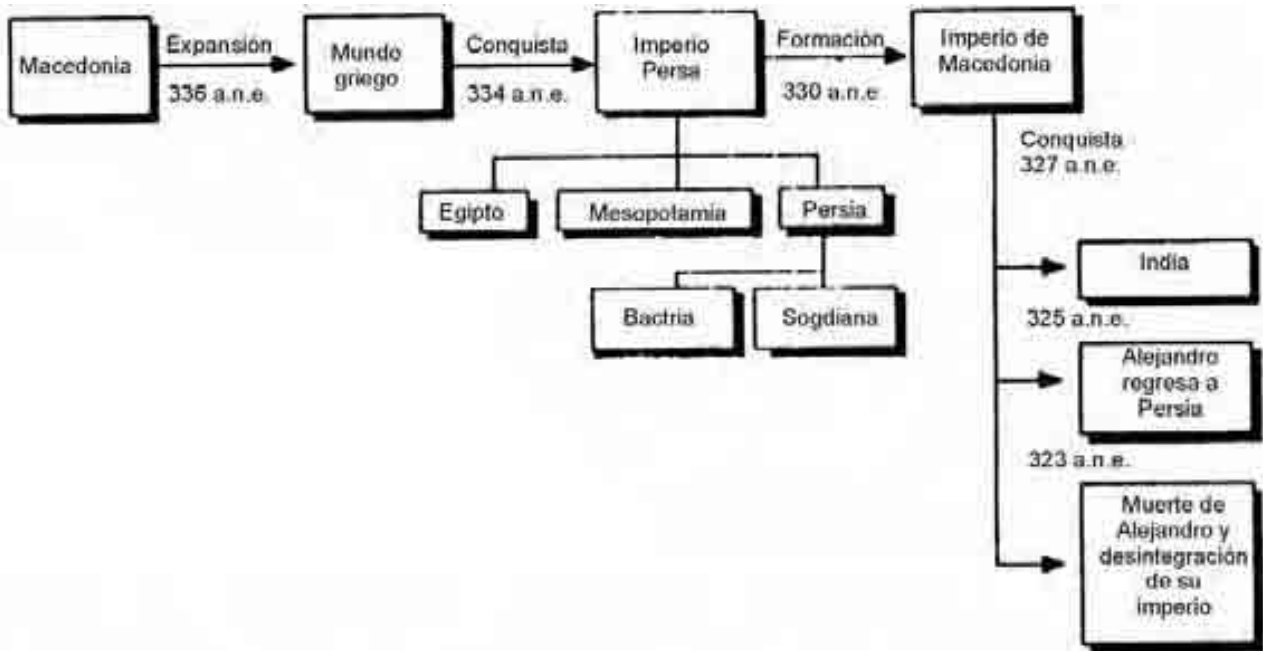 Macedonia
Expansión
336 a.n.e.
Mundo
griego
Conquista
334 a.n.e.
Imperio
Persa
Formación
330 a.n.e
Imperio de
Macedonia
Egipto
Mesopotamia
Persia
Bactria
Sogdiana
Conquista
327 a.n.e.
India
325 a.n.e.
Alejandro
regresa a
Persia
323 a.n.e.
Muerte de
Alejandro y
desintegración
de su
imperio